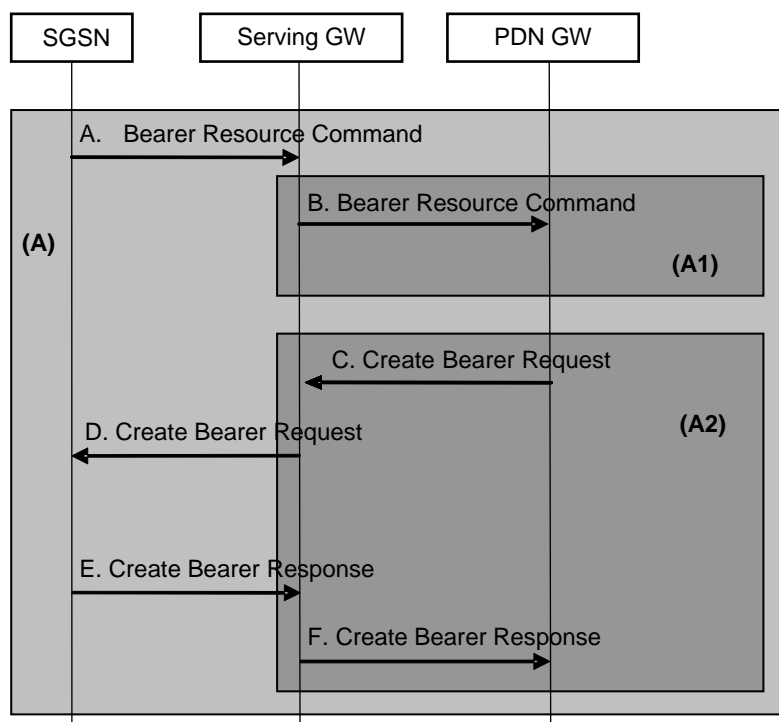 SGSN
Serving GW
PDN GW
A. Bearer Resource Command
B. Bearer Resource Command
(A)
(A1)
C. Create Bearer Request
(A2)
D. Create Bearer Request
E. Create Bearer Response
F. Create Bearer Response